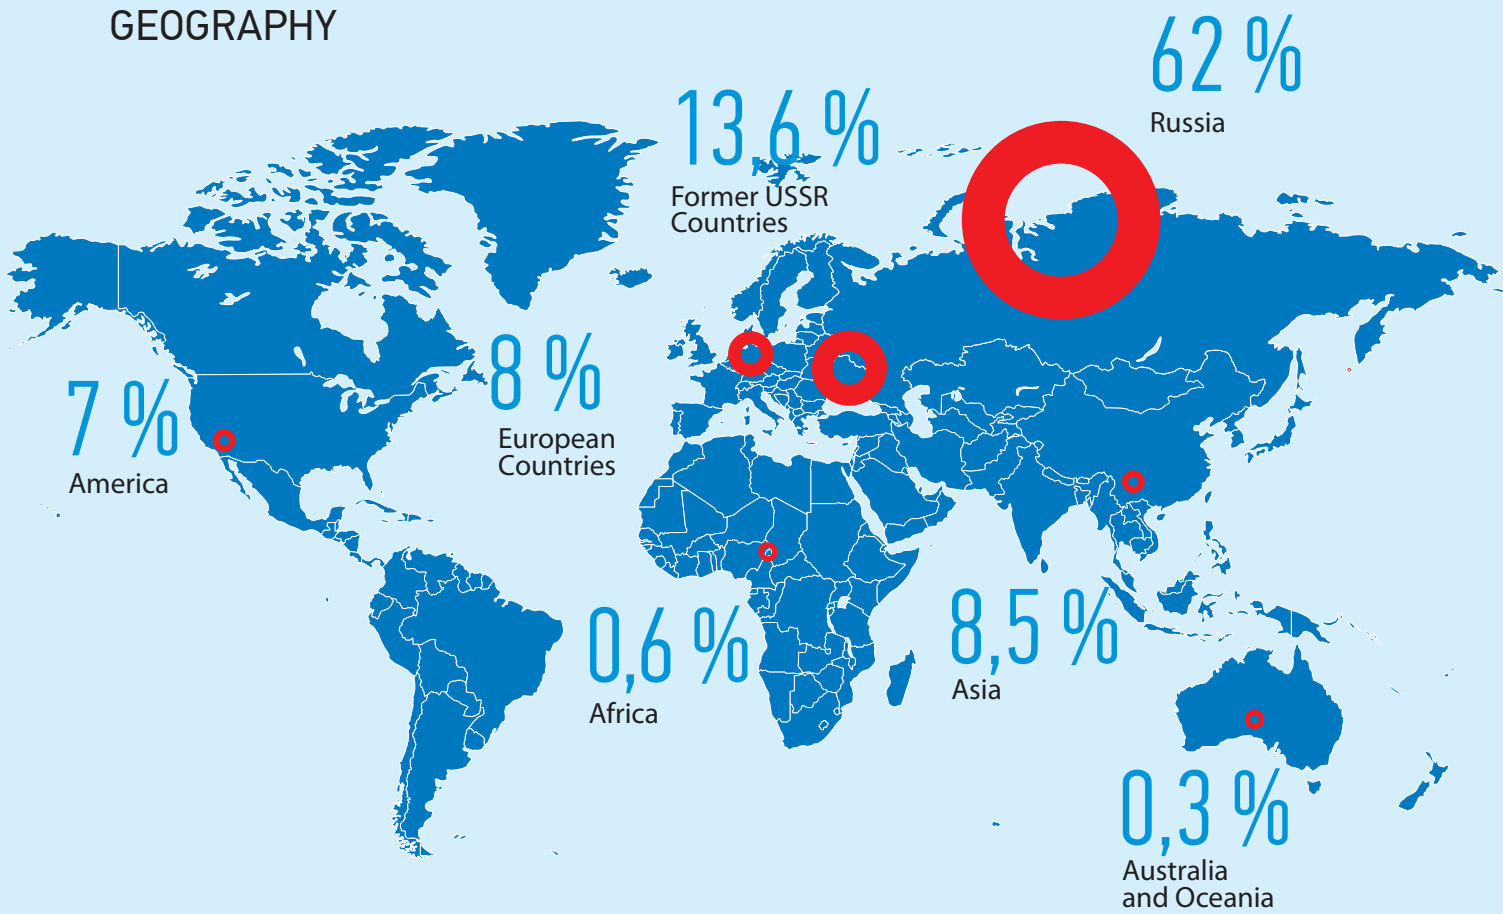 GEOGRAPHY
62 %
Russia
13,6 %
Former USSR
Countries
8 %
European
Countries
7 %
America
0,6 %
Africa
8,5 %
Asia
0,3 %
Australia
and Oceania